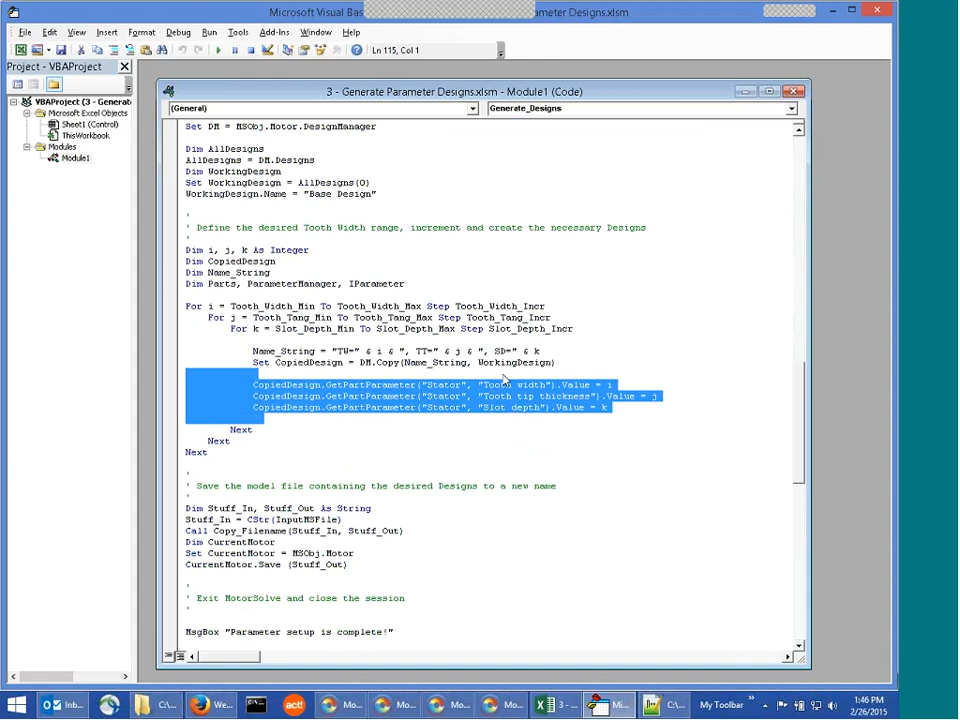 Microsoft Visual Bas
ameter Designs.xlsm
File Edit View Insert Format Debug Run Tools Add-Ins Window Help
Ln 115, Col 1
Project - VBAProject
VBAProject (3 - Generat
Microsoft Excel Objects
Sheet1 (Control)
ThisWorkbook
Modules
Module1
3 - Generate Parameter Designs.xlsm - Module1 (Code)
(General) Generate_Designs
Set DM = MSObj.Motor.DesignManager
Dim AllDesigns
AllDesigns = DM.Designs
Dim WorkingDesign
Set WorkingDesign = AllDesigns(0)
WorkingDesign.Name = "Base Design"
'
' Define the desired Tooth Width range, increment and create the necessary Designs
'
Dim i, j, k As Integer
Dim CopiedDesign
Dim Name_String
Dim Parts, ParameterManager, IParameter
For i = Tooth_Width_Min To Tooth_Width_Max Step Tooth_Width_Incr
For j = Tooth_Tang_Min To Tooth_Tang_Max Step Tooth_Tang_Incr
For k = Slot_Depth_Min To Slot_Depth_Max Step Slot_Depth_Incr
Name_String = "TW=" & i & ", TT=" & j & ", SD=" & k
Set CopiedDesign = DM.Copy(Name_String, WorkingDesign)
CopiedDesign.GetPartParameter("Stator", "Tooth width").Value = i
CopiedDesign.GetPartParameter("Stator", "Tooth tip thickness").Value = j
CopiedDesign.GetPartParameter("Stator", "Slot depth").Value = k
Next
Next
Next
'
' Save the model file containing the desired Designs to a new name
'
Dim Stuff_In, Stuff_Out As String
Stuff_In = CStr(InputMSFile)
Call Copy_Filename(Stuff_In, Stuff_Out)
Dim CurrentMotor
Set CurrentMotor = MSObj.Motor
CurrentMotor.Save (Stuff_Out)
'
' Exit MotorSolve and close the session
'
MsgBox "Parameter setup is complete!"
Inb... C:\... We... act! Mo... Mo... Mo... Mo... 3 -... Mi... C:\... My Toolbar
1:46 PM
2/26/2015